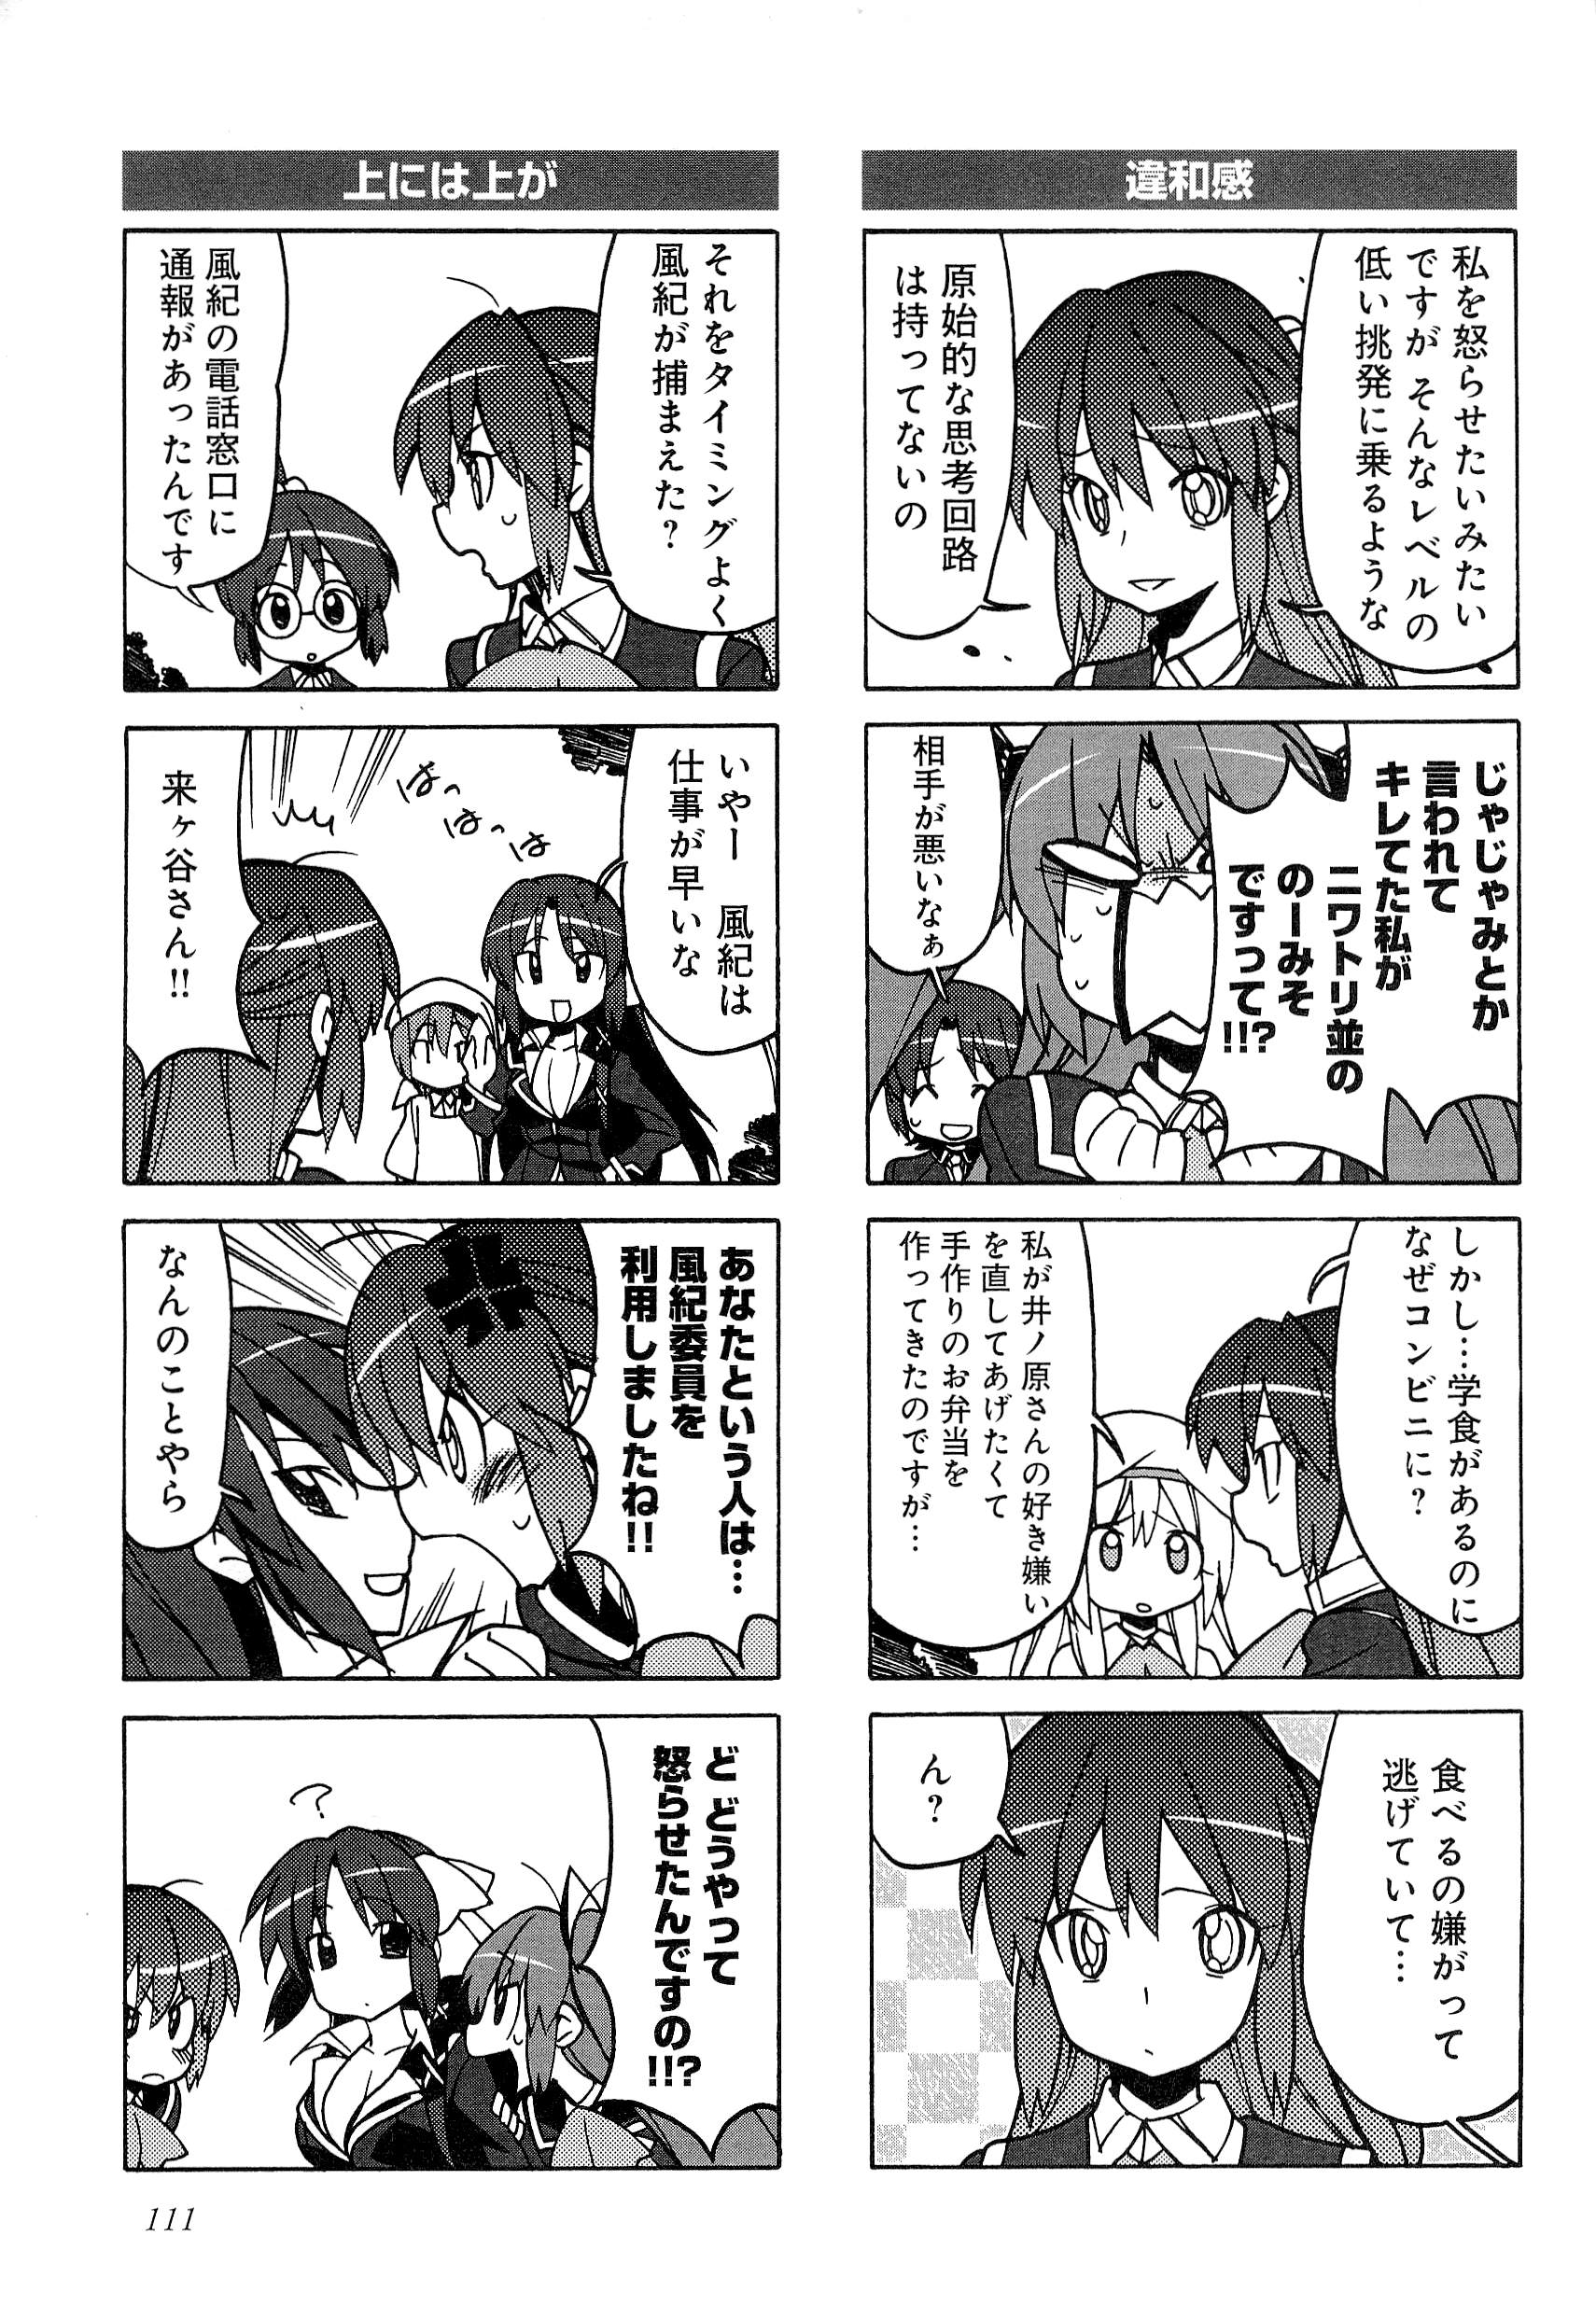 違和感
私を怒らせたいみたい
ですが そんなレベルの
低い挑発に乗るような
原始的な思考回路
は持ってないの
じゃじゃみとか
言われて
キレてた私が
ニワトリ並の
のーみそ
ですって!!?
相手が悪いなぁ
しかし…学食があるのに
なぜコンビニに?
私が井ノ原さんの好き嫌い
を直してあげたくて
手作りのお弁当を
作ってきたのですが…
食べるの嫌がって
逃げていて…
ん?
上には上が
それをタイミングよく
風紀が捕まえた?
風紀の電話窓口に
通報があったんです
いやー 風紀は
仕事が早いな
はっはっは
来ヶ谷さん!!
あなたという人は…
風紀委員を
利用しましたね!!
なんのことやら
ど どうやって
怒らせたんですの!!?
?
111